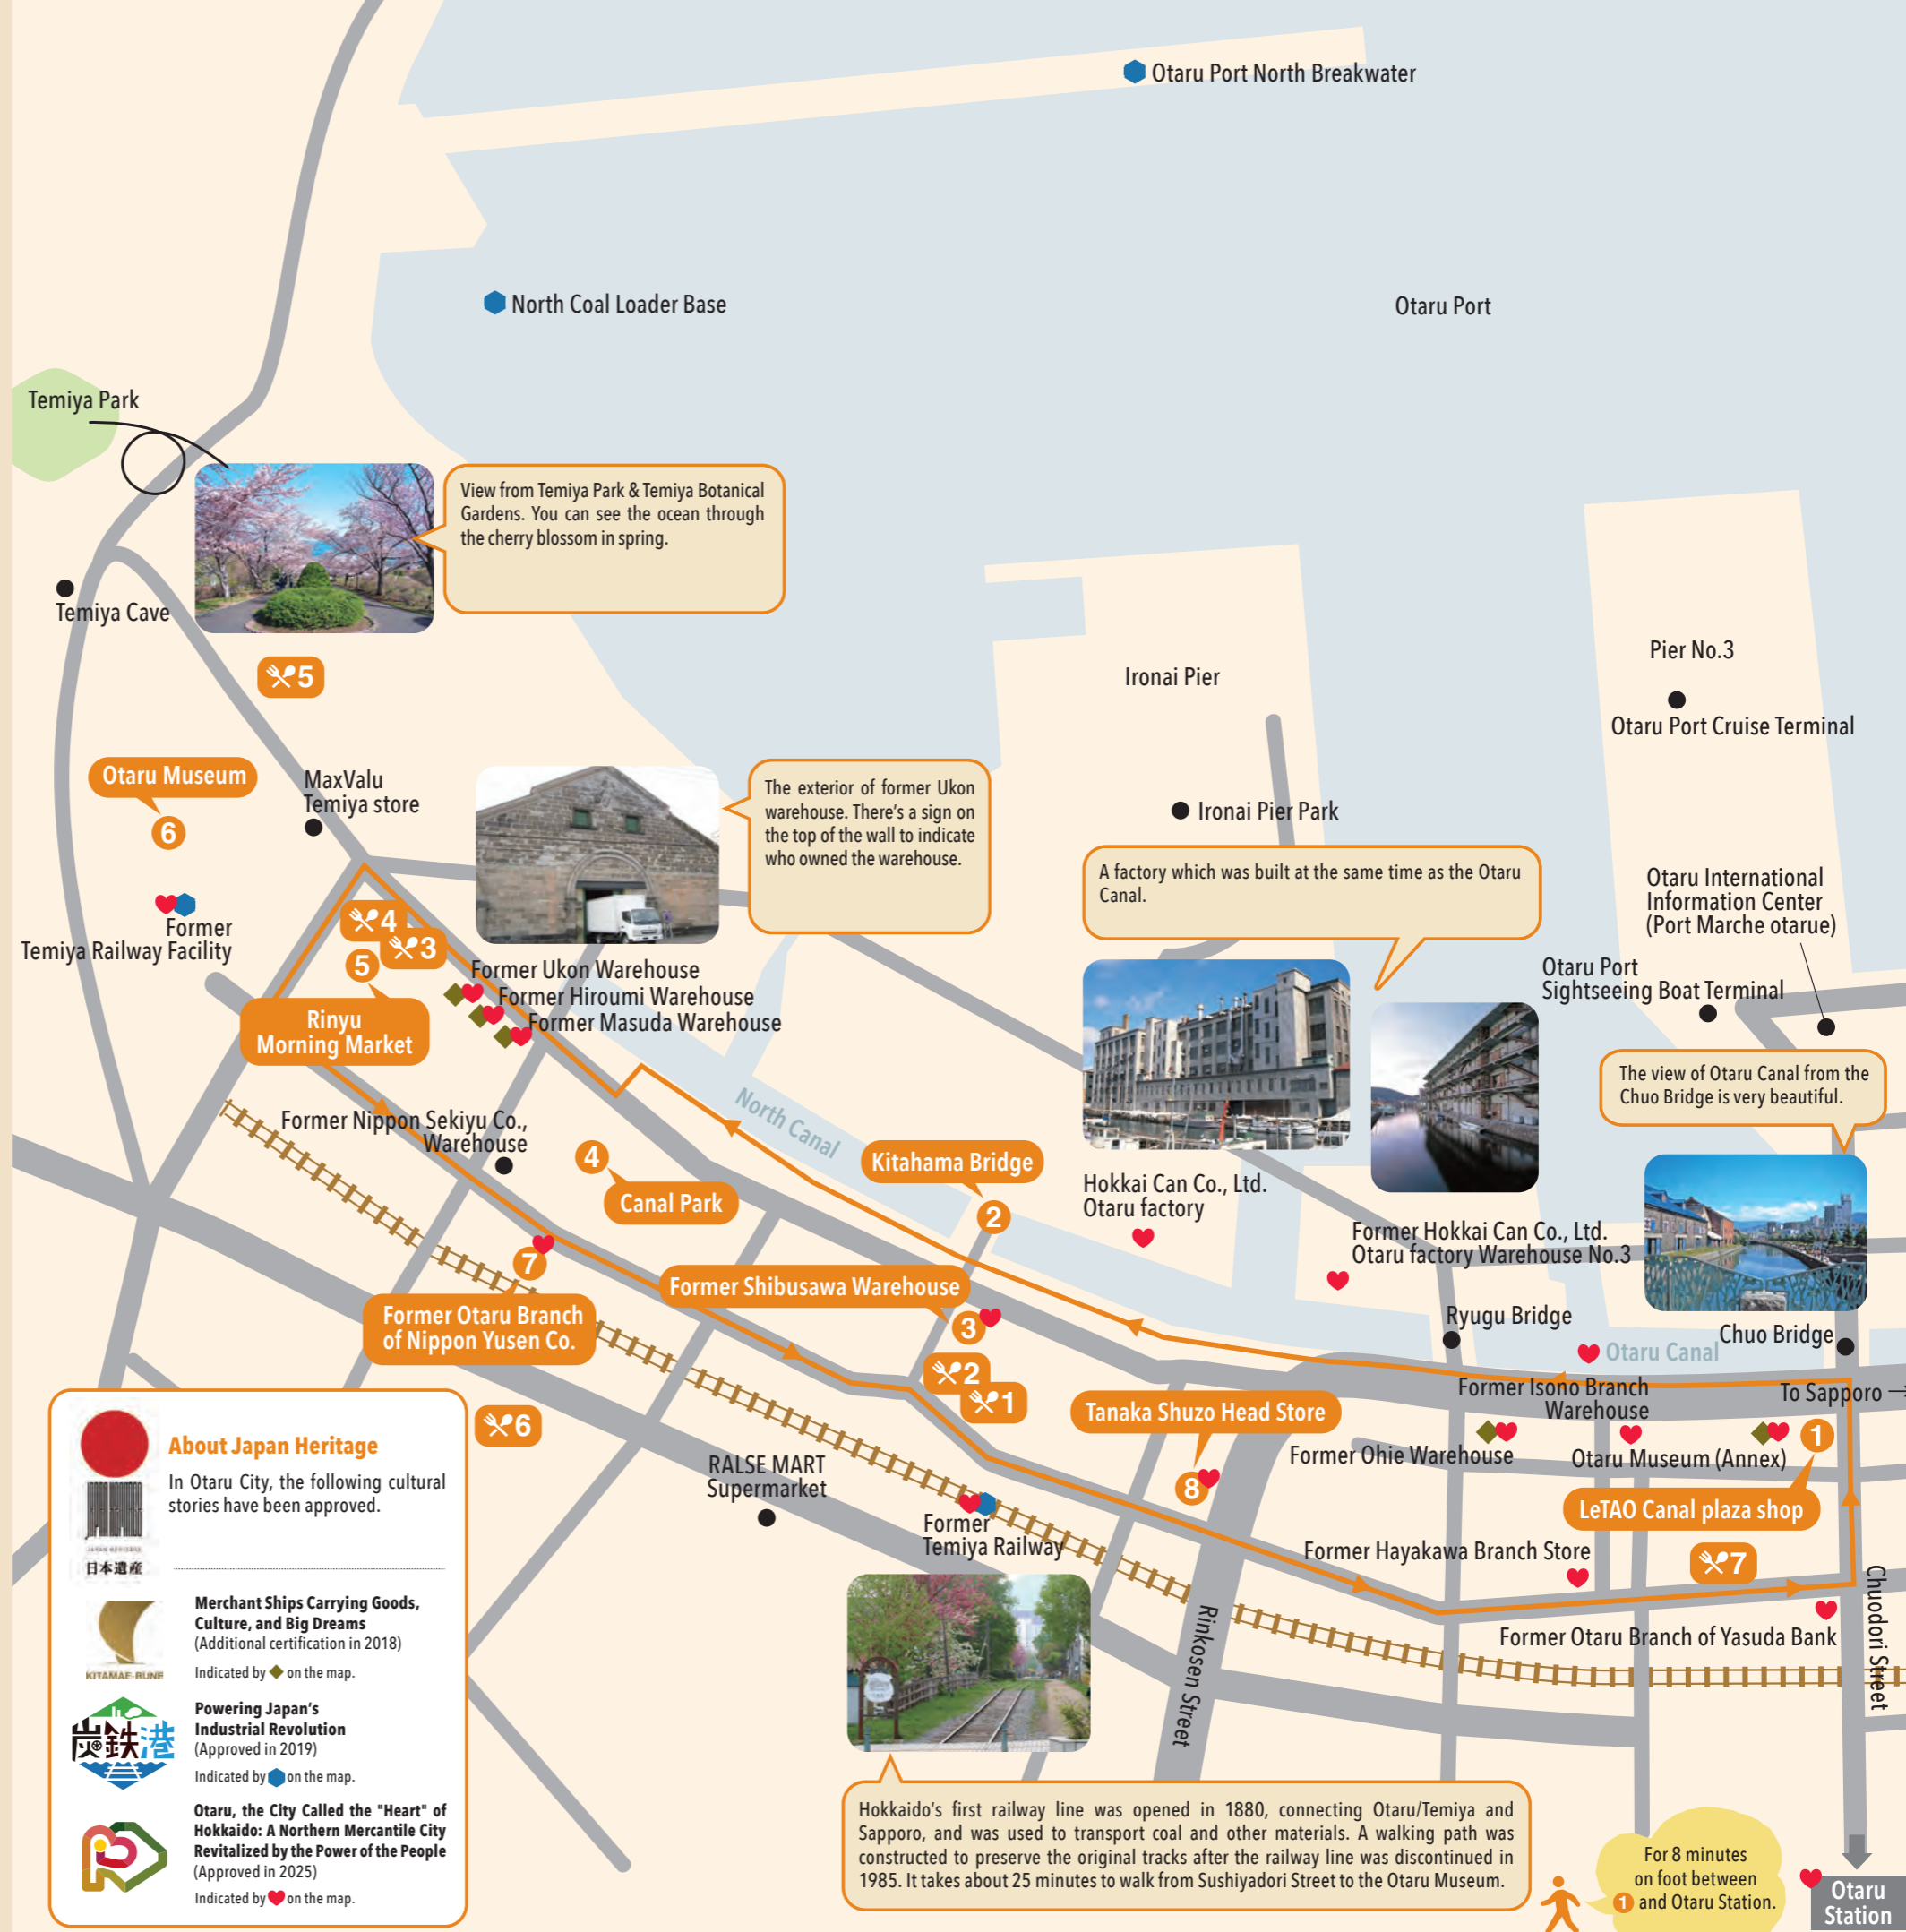 Otaru Port North Breakwater
North Coal Loader Base
Otaru Port
Temiya Park
View from Temiya Park & Temiya Botanical
Gardens. You can see the ocean through
the cherry blossom in spring.
Temiya Cave
5
Ironai Pier
Pier No.3
Otaru Port Cruise Terminal
Otaru Museum
6
MaxValu
Temiya store
The exterior of former Ukon
warehouse. There's a sign on
the top of the wall to indicate
who owned the warehouse.
Ironai Pier Park
A factory which was built at the same time as the Otaru
Canal.
Otaru International
Information Center
(Port Marche otarue)
Former
Temiya Railway Facility
4
3
5
Rinyu
Morning Market
Former Ukon Warehouse
Former Hiroumi Warehouse
Former Masuda Warehouse
Otaru Port
Sightseeing Boat Terminal
The view of Otaru Canal from the
Chuo Bridge is very beautiful.
North Canal
Former Nippon Sekiyu Co.,
Warehouse
4
Canal Park
Kitahama Bridge
2
Hokkai Can Co., Ltd.
Otaru factory
Former Hokkai Can Co., Ltd.
Otaru factory Warehouse No.3
7
Former Otaru Branch
of Nippon Yusen Co.
Former Shibusawa Warehouse
3
Ryugu Bridge
Otaru Canal
Chuo Bridge
2
1
6
Tanaka Shuzo Head Store
8
Former Isono Branch
Warehouse
To Sapporo →
Former Ohie Warehouse
Otaru Museum (Annex)
1
LeTAO Canal plaza shop
RALSE MART
Supermarket
Former
Temiya Railway
Former Hayakawa Branch Store
7
Former Otaru Branch of Yasuda Bank
Chuodori Street
Rinkosen Street
About Japan Heritage
In Otaru City, the following cultural
stories have been approved.
JAPAN HERITAGE
日本遺産
KITAMAE-BUNE
Merchant Ships Carrying Goods,
Culture, and Big Dreams
(Additional certification in 2018)
Indicated by on the map.
炭鉄港
Powering Japan's
Industrial Revolution
(Approved in 2019)
Indicated by on the map.
Otaru, the City Called the "Heart" of
Hokkaido: A Northern Mercantile City
Revitalized by the Power of the People
(Approved in 2025)
Indicated by on the map.
Hokkaido's first railway line was opened in 1880, connecting Otaru/Temiya and
Sapporo, and was used to transport coal and other materials. A walking path was
constructed to preserve the original tracks after the railway line was discontinued in
1985. It takes about 25 minutes to walk from Sushiyadori Street to the Otaru Museum.
For 8 minutes
on foot between
1 and Otaru Station.
Otaru
Station